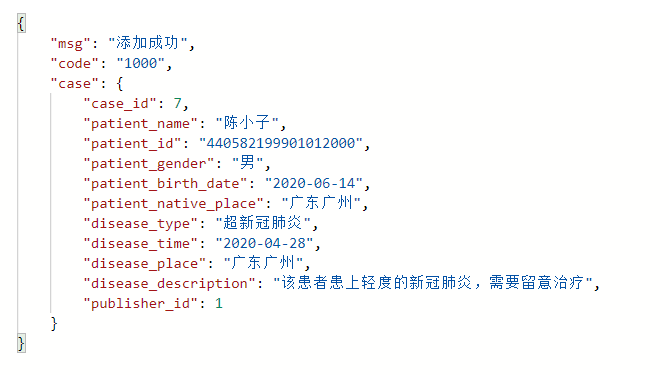 {
"msg": "添加成功",
"code": "1000",
"case": {
"case_id": 7,
"patient_name": "陈小子",
"patient_id": "440582199901012000",
"patient_gender": "男",
"patient_birth_date": "2020-06-14",
"patient_native_place": "广东广州",
"disease_type": "超新冠肺炎",
"disease_time": "2020-04-28",
"disease_place": "广东广州",
"disease_description": "该患者患上轻度的新冠肺炎，需要留意治疗",
"publisher_id": 1
}
}